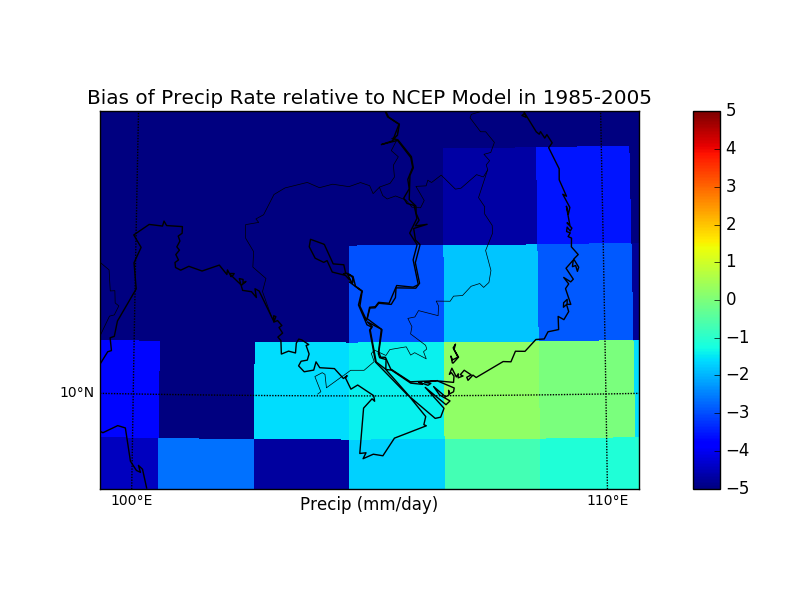 Bias of Precip Rate relative to NCEP Model in 1985-2005
5
4
3
2
1
0
−1
−2
−3
−4
−5
10°N
100°E
Precip (mm/day)
110°E